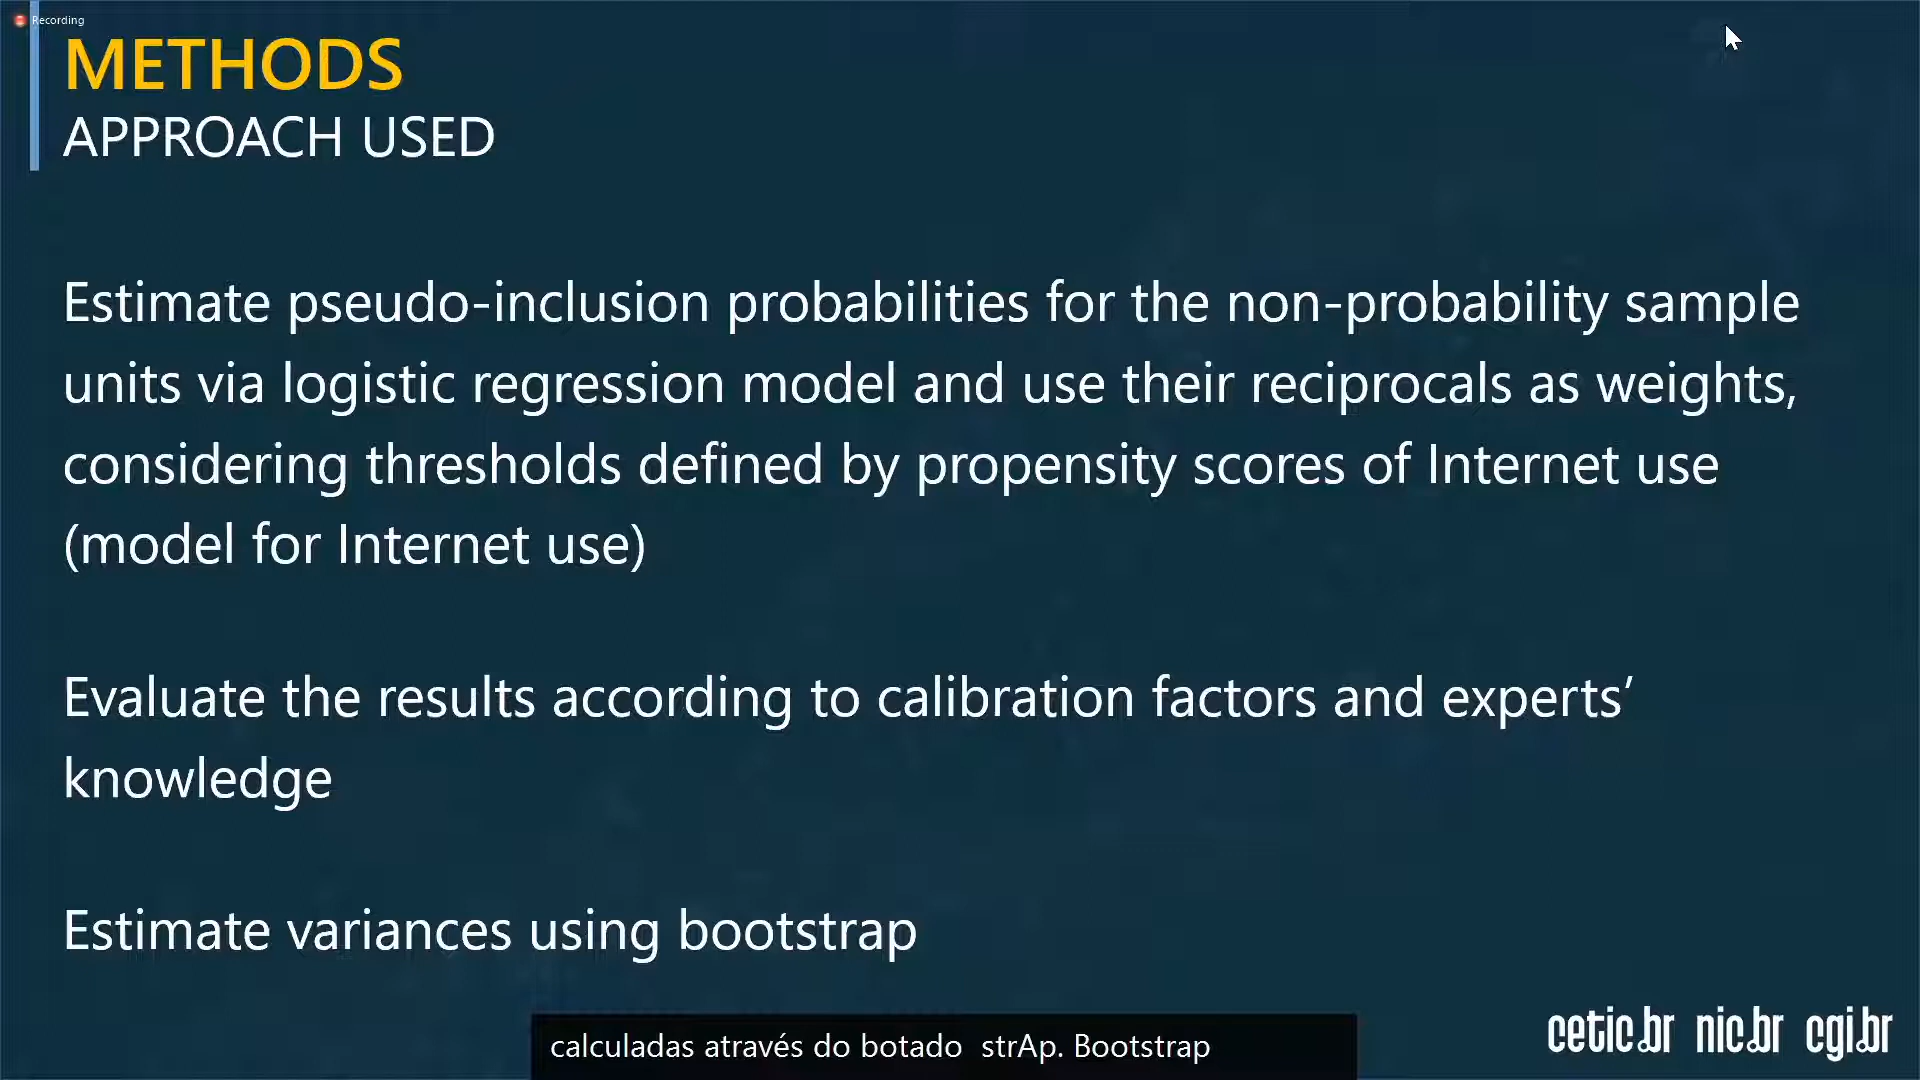 Recording
METHODS
APPROACH USED
Estimate pseudo-inclusion probabilities for the non-probability sample
units via logistic regression model and use their reciprocals as weights,
considering thresholds defined by propensity scores of Internet use
(model for Internet use)
Evaluate the results according to calibration factors and experts’
knowledge
Estimate variances using bootstrap
calculadas através do botado  strAp. Bootstrap
cetic.br nic.br cgi.br